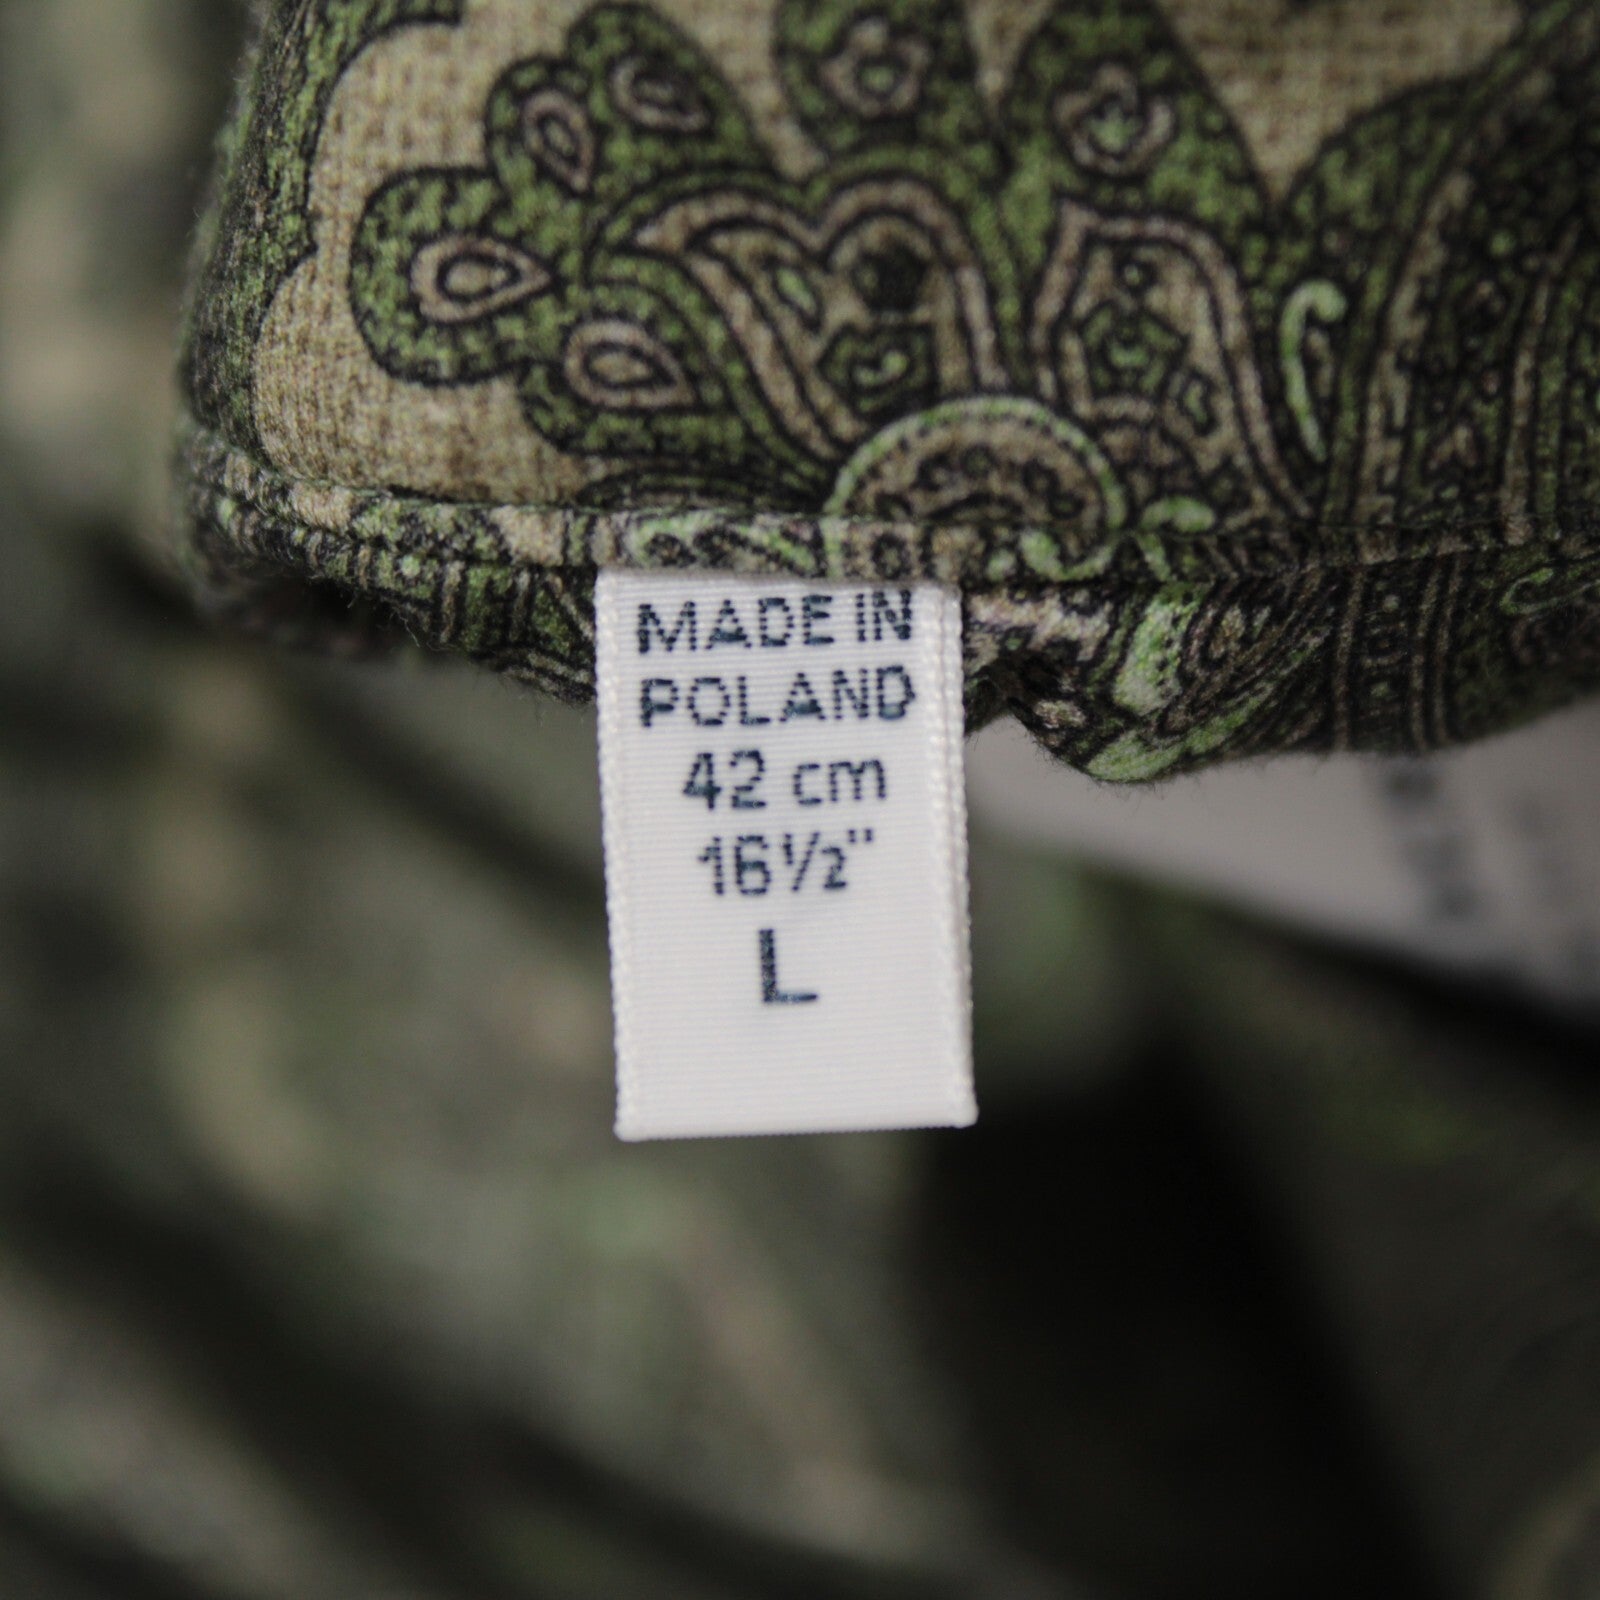 MADE IN
POLAND
42 cm
16½"
L